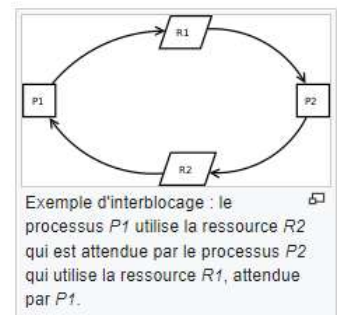 R1
P1
P2
R2
Exemple d'interblocage : le
processus P1 utilise la ressource R2
qui est attendue par le processus P2
qui utilise la ressource R1, attendue
par P1.